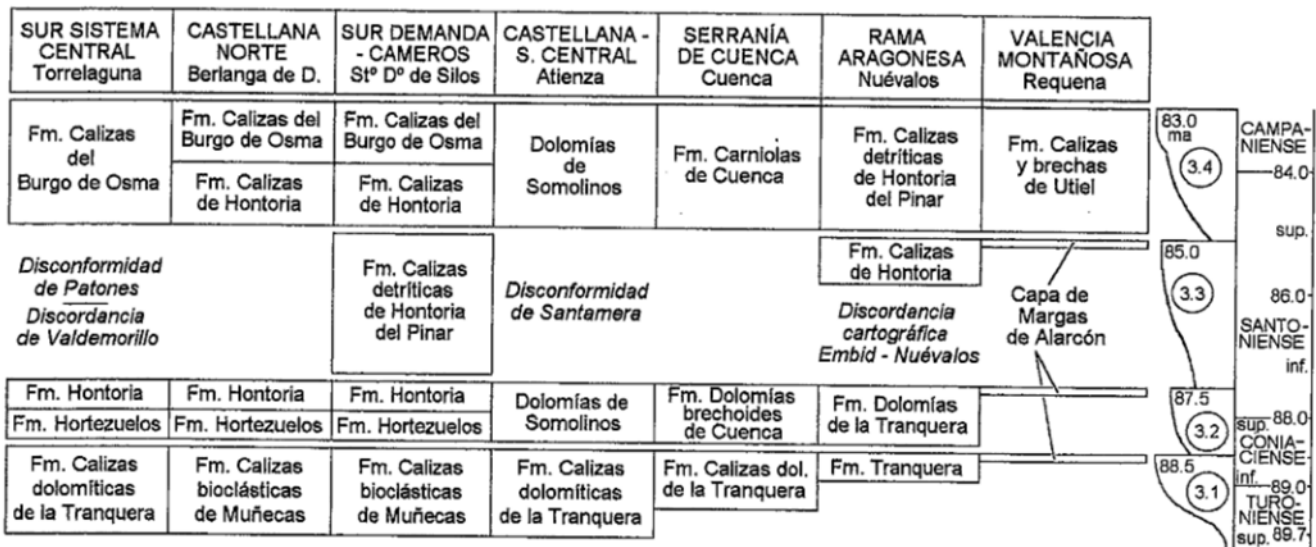 SUR SISTEMA
CENTRAL
Torrelaguna
CASTELLANA
NORTE
Berlanga de D.
SUR DEMANDA
- CAMEROS
Stº Dº de Silos
CASTELLANA -
S. CENTRAL
Atienza
SERRANÍA
DE CUENCA
Cuenca
RAMA
ARAGONESA
Nuévalos
VALENCIA
MONTAÑOSA
Requena
Fm. Calizas
del
Burgo de Osma
Fm. Calizas del
Burgo de Osma
Fm. Calizas
de Hontoria
Fm. Calizas del
Burgo de Osma
Fm. Calizas
de Hontoria
Dolomías
de
Somolinos
Fm. Carniolas
de Cuenca
Fm. Calizas
detríticas
de Hontoria
del Pinar
Fm. Calizas
y brechas
de Utiel
83.0
ma
3.4
CAMPA-
NIENSE
84.0
sup.
Disconformidad
de Patones
Discordancia
de Valdemorillo
Fm. Calizas
detríticas
de Hontoria
del Pinar
Disconformidad
de Santamera
Fm. Calizas
de Hontoria
Discordancia
cartográfica
Embid - Nuévalos
Capa de
Margas
de Alarcón
85.0
3.3
86.0
SANTO-
NIENSE
inf.
Fm. Hontoria
Fm. Hortezuelos
Fm. Hontoria
Fm. Hortezuelos
Fm. Hontoria
Fm. Hortezuelos
Dolomías de
Somolinos
Fm. Dolomías
brechoides
de Cuenca
Fm. Dolomías
de la Tranquera
87.5
3.2
88.0
sup.
CONIA-
CIENSE
inf.
Fm. Calizas
dolomíticas
de la Tranquera
Fm. Calizas
bioclásticas
de Muñecas
Fm. Calizas
bioclásticas
de Muñecas
Fm. Calizas
dolomíticas
de la Tranquera
Fm. Calizas dol.
de la Tranquera
Fm. Tranquera
88.5
3.1
89.0
TURO-
NIENSE
sup. 89.7